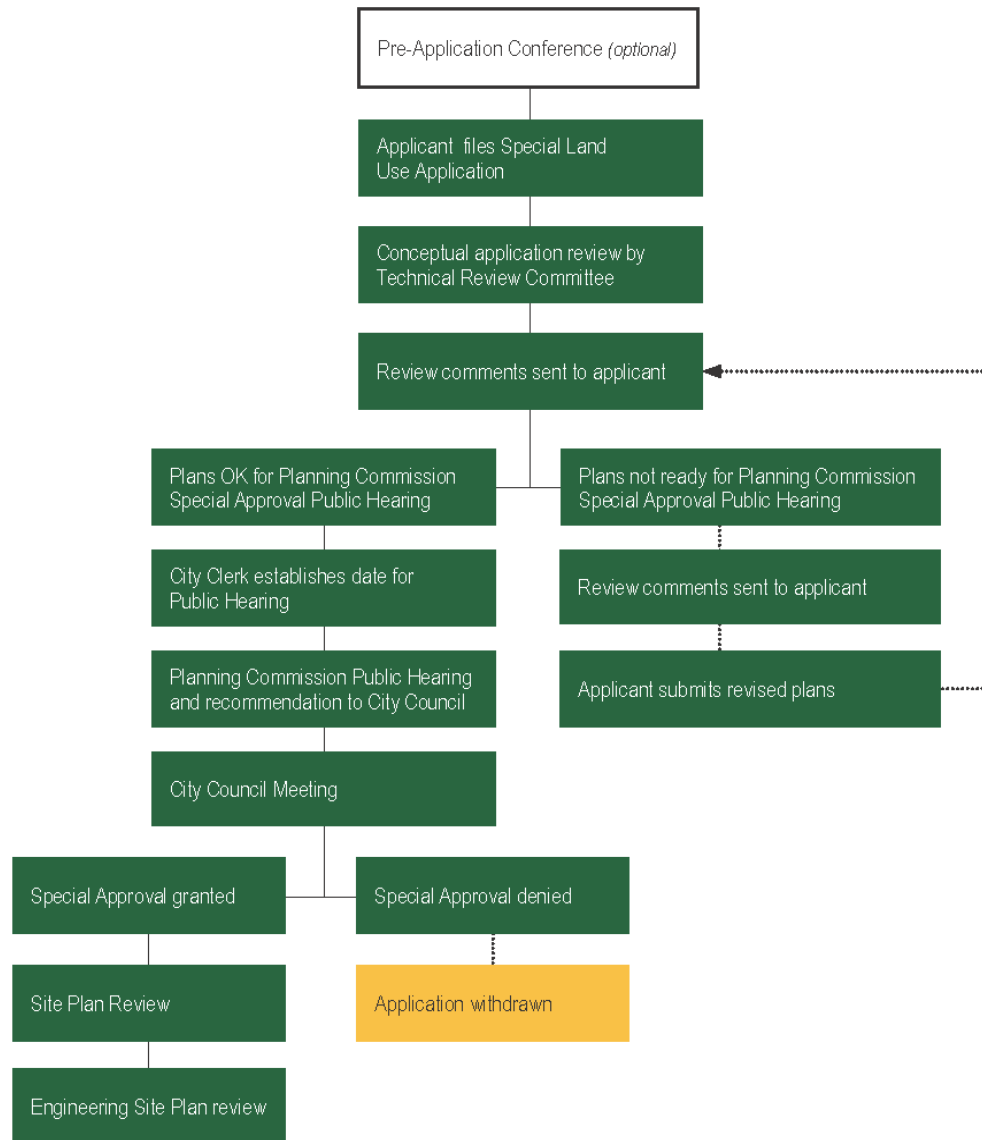 Pre-Application Conference (optional)
Applicant files Special Land
Use Application
Conceptual application review by
Technical Review Committee
Review comments sent to applicant
Plans OK for Planning Commission
Special Approval Public Hearing
Plans not ready for Planning Commission
Special Approval Public Hearing
City Clerk establishes date for
Public Hearing
Review comments sent to applicant
Planning Commission Public Hearing
and recommendation to City Council
Applicant submits revised plans
City Council Meeting
Special Approval granted
Special Approval denied
Site Plan Review
Application withdrawn
Engineering Site Plan review